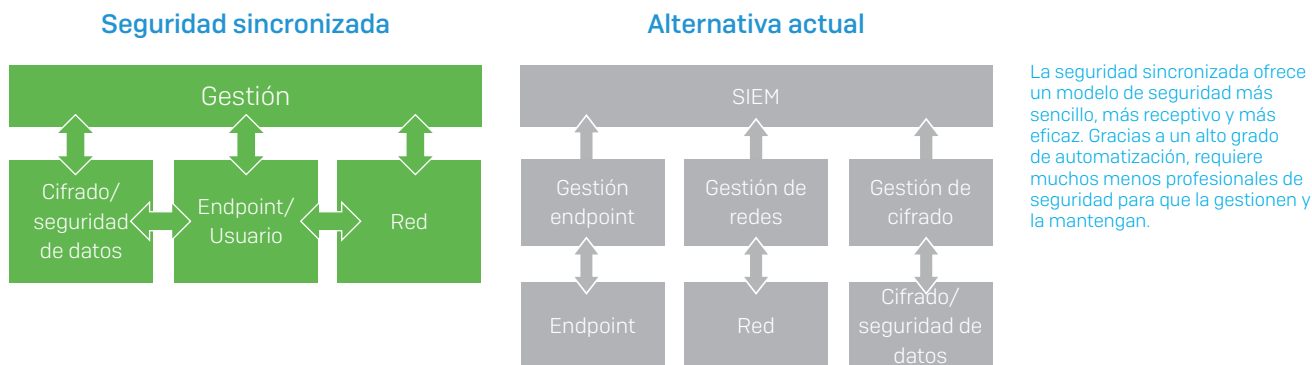 Seguridad sincronizada
Gestión
Cifrado/
seguridad
de datos
Endpoint/
Usuario
Red
Alternativa actual
SIEM
Gestión
endpoint
Gestión de
redes
Gestión de
cifrado
Endpoint
Red
Cifrado/
seguridad de
datos
La seguridad sincronizada ofrece
un modelo de seguridad más
sencillo, más receptivo y más
eficaz. Gracias a un alto grado
de automatización, requiere
muchos menos profesionales de
seguridad para que la gestionen y
la mantengan.